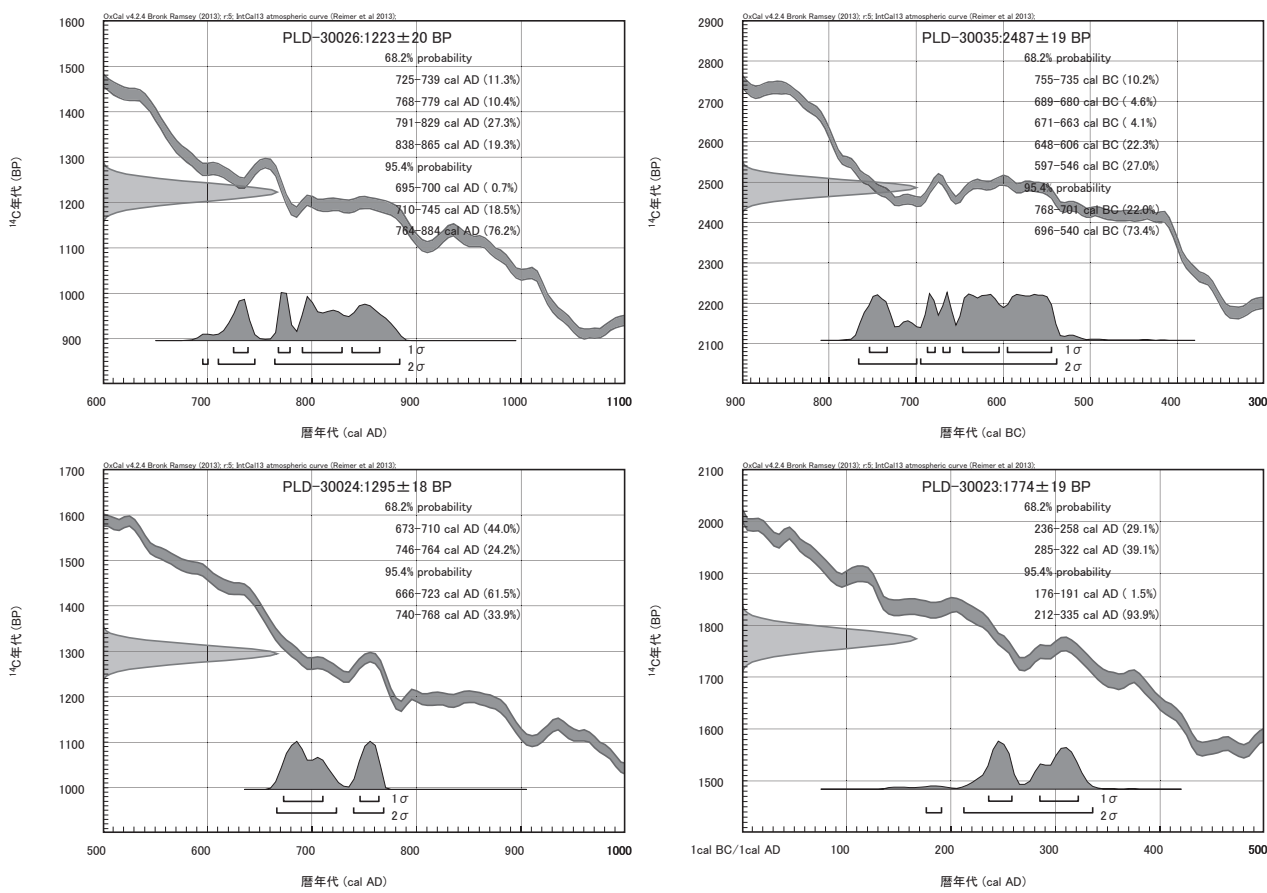 OxCal v4.2.4 Bronk Ramsey (2013); r:5; IntCal13 atmospheric curve (Reimer et al 2013);
PLD-30026:1223±20 BP
68.2% probability
725-739 cal AD (11.3%)
768-779 cal AD (10.4%)
791-829 cal AD (27.3%)
838-865 cal AD (19.3%)
95.4% probability
695-700 cal AD ( 0.7%)
710-745 cal AD (18.5%)
764-884 cal AD (76.2%)
1600
1500
1400
1300
1200
1100
1000
900
14C年代 (BP)
1σ
2σ
600 700 800 900 1000 1100
暦年代 (cal AD)
OxCal v4.2.4 Bronk Ramsey (2013); r:5; IntCal13 atmospheric curve (Reimer et al 2013);
PLD-30035:2487±19 BP
68.2% probability
755-735 cal BC (10.2%)
689-680 cal BC ( 4.6%)
671-663 cal BC ( 4.1%)
648-606 cal BC (22.3%)
597-546 cal BC (27.0%)
95.4% probability
768-701 cal BC (22.0%)
696-540 cal BC (73.4%)
2900
2800
2700
2600
2500
2400
2300
2200
2100
14C年代 (BP)
1σ
2σ
900 800 700 600 500 400 300
暦年代 (cal BC)
OxCal v4.2.4 Bronk Ramsey (2013); r:5; IntCal13 atmospheric curve (Reimer et al 2013);
PLD-30024:1295±18 BP
68.2% probability
673-710 cal AD (44.0%)
746-764 cal AD (24.2%)
95.4% probability
666-723 cal AD (61.5%)
740-768 cal AD (33.9%)
1700
1600
1500
1400
1300
1200
1100
1000
14C年代 (BP)
1σ
2σ
500 600 700 800 900 1000
暦年代 (cal AD)
OxCal v4.2.4 Bronk Ramsey (2013); r:5; IntCal13 atmospheric curve (Reimer et al 2013);
PLD-30023:1774±19 BP
68.2% probability
236-258 cal AD (29.1%)
285-322 cal AD (39.1%)
95.4% probability
176-191 cal AD ( 1.5%)
212-335 cal AD (93.9%)
2100
2000
1900
1800
1700
1600
1500
14C年代 (BP)
1σ
2σ
1cal BC/1cal AD 100 200 300 400 500
暦年代 (cal AD)